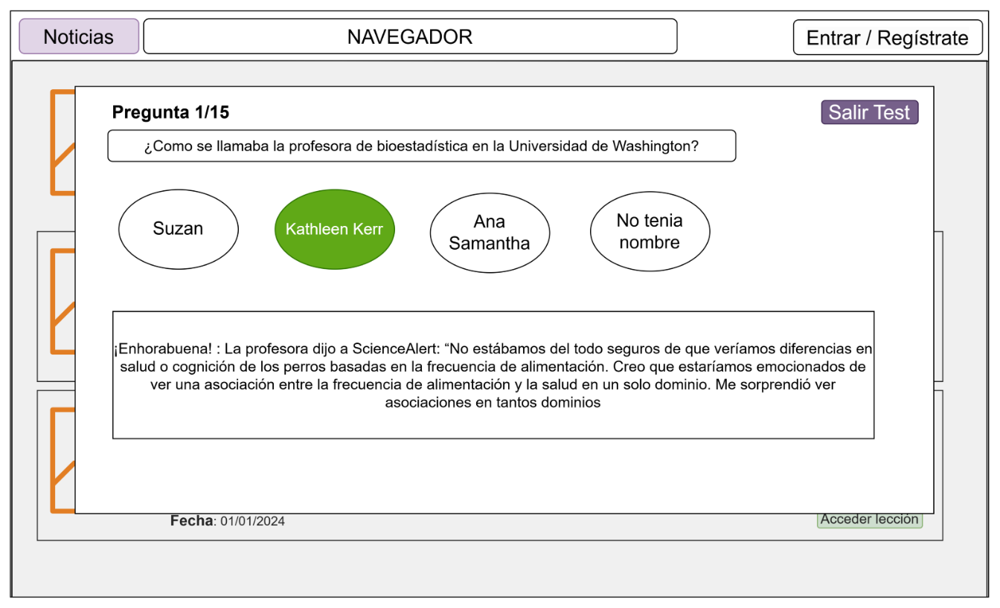 Noticias
NAVEGADOR
Entrar / Regístrate
Pregunta 1/15
Salir Test
¿Como se llamaba la profesora de bioestadística en la Universidad de Washington?
Suzan
Kathleen Kerr
Ana
Samantha
No tenia
nombre
¡Enhorabuena! : La profesora dijo a ScienceAlert: “No estábamos del todo seguros de que veríamos diferencias en
salud o cognición de los perros basadas en la frecuencia de alimentación. Creo que estaríamos emocionados de
ver una asociación entre la frecuencia de alimentación y la salud en un solo dominio. Me sorprendió ver
asociaciones en tantos dominios
Fecha: 01/01/2024
Acceder lección